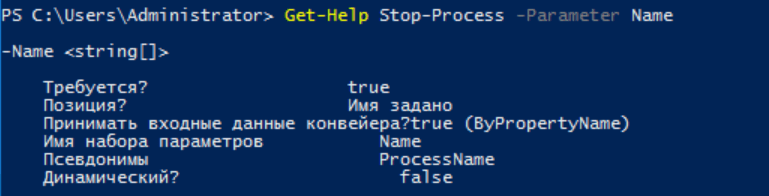 PS C:\Users\Administrator> Get-Help Stop-Process -Parameter Name
-Name <string[]>
Требуется? true
Позиция? Имя задано
Принимать входные данные конвейера?true (ByPropertyName)
Имя набора параметров Name
Псевдонимы ProcessName
Динамический? false